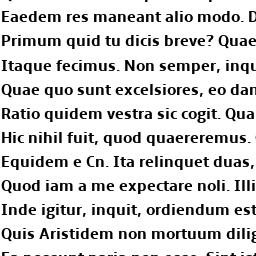 Eaedem res maneant alio modo.
Primum quid tu dicis breve? Quae
Itaque fecimus. Non semper, inqu
Quae quo sunt excelsiores, eo dan
Ratio quidem vestra sic cogit. Qua
Hic nihil fuit, quod quaereremus.
Equidem e Cn. Ita relinquet duas,
Quod iam a me expectare noli. Illi
Inde igitur, inquit, ordiendum est
Quis Aristidem non mortuum dilig